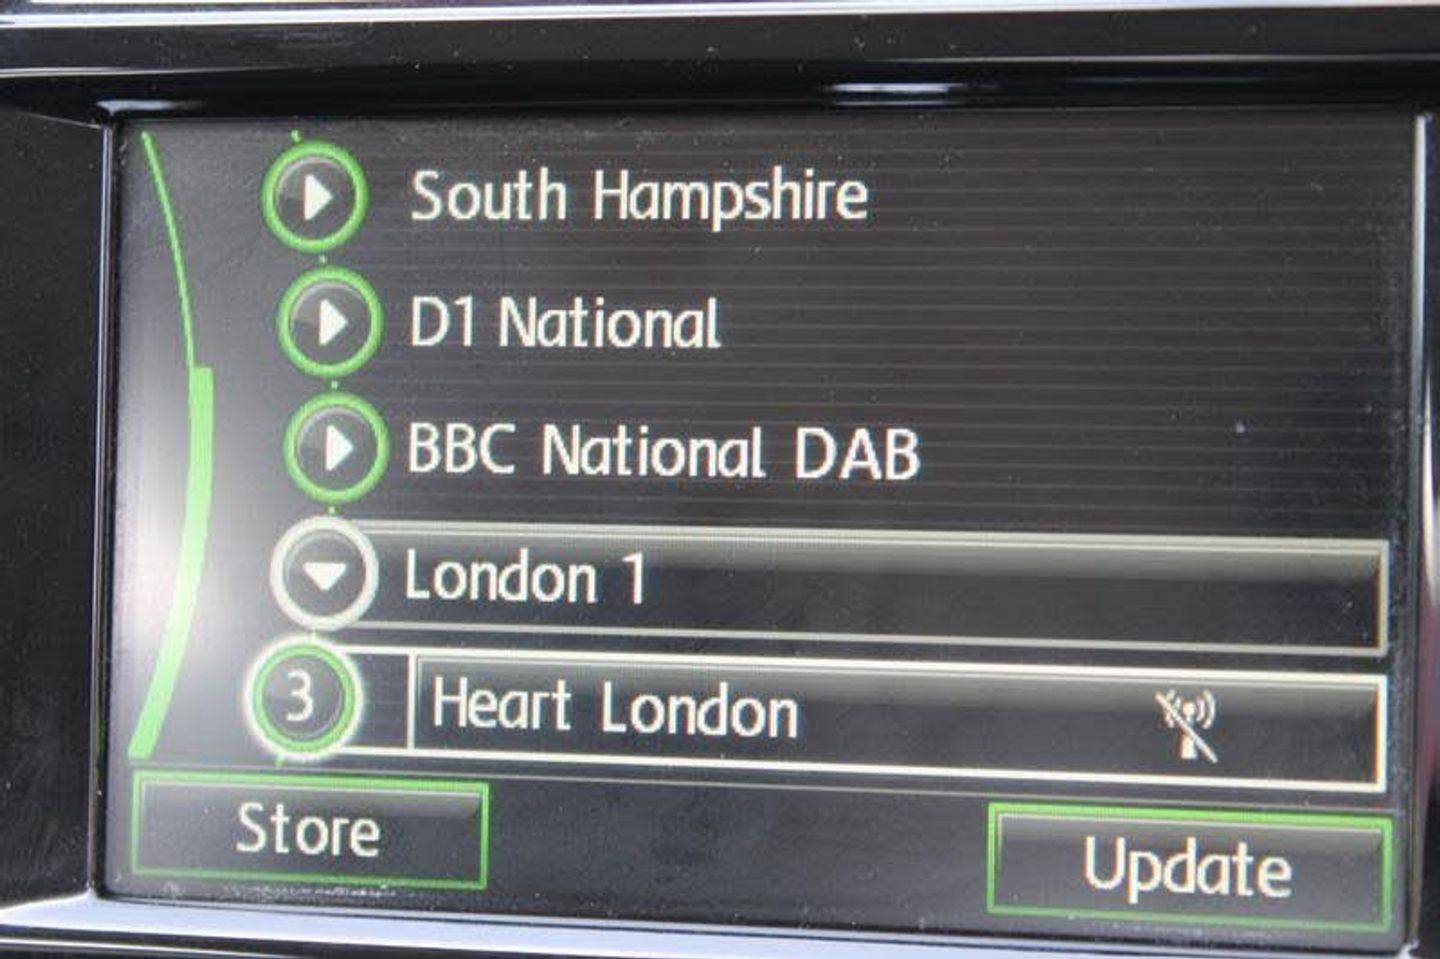 South Hampshire
D1 National
BBC National DAB
London 1
3 Heart London
Store
Update